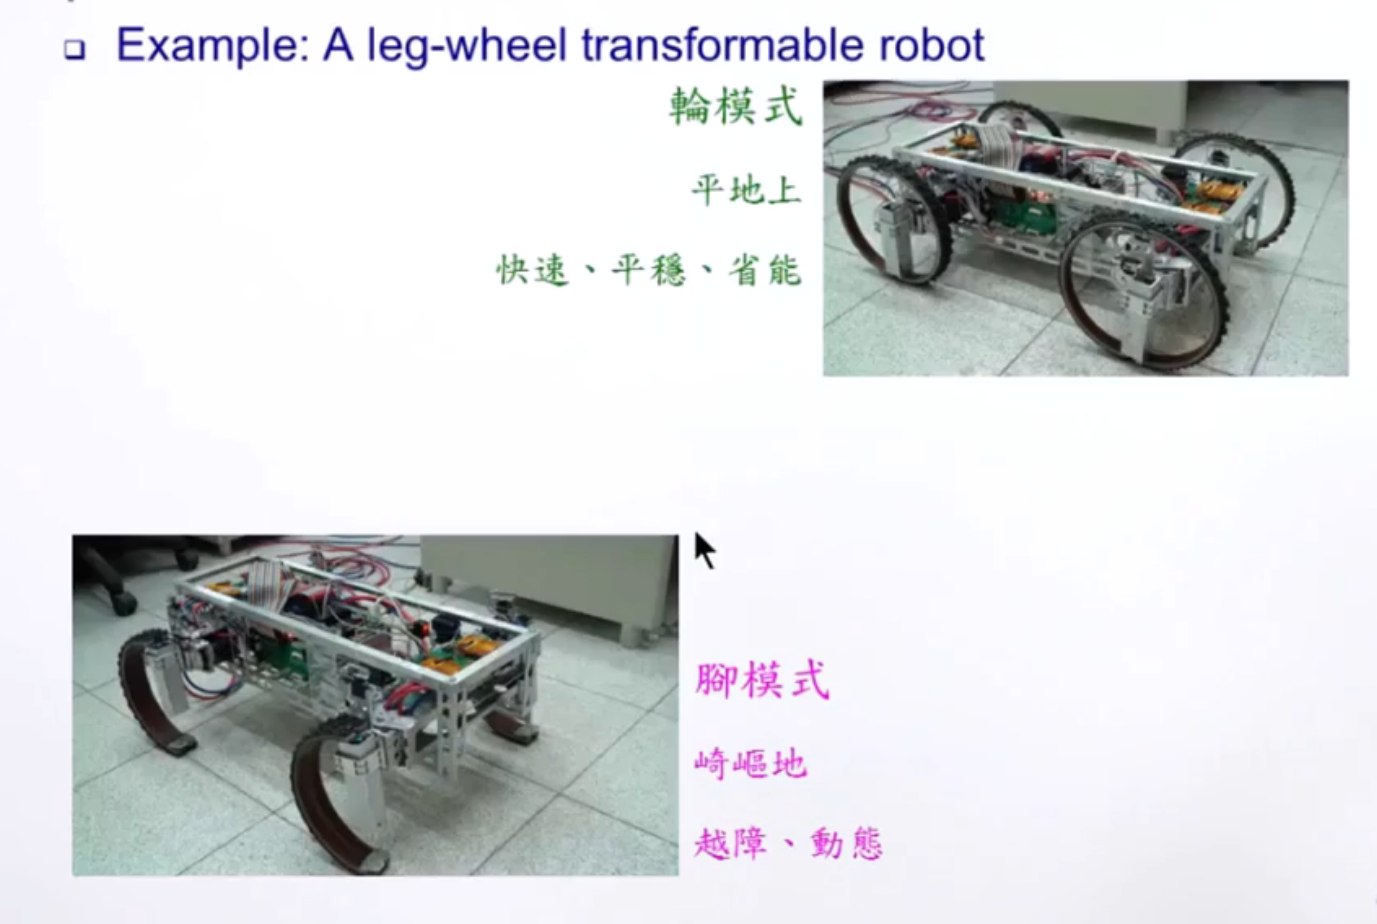 Example: A leg-wheel transformable robot
輪模式
平地上
快速、平穩、省能
腳模式
崎嶇地
越障、動態